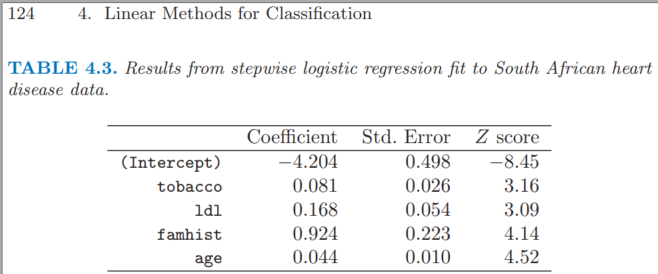 124 4. Linear Methods for Classification
TABLE 4.3. Results from stepwise logistic regression fit to South African heart
disease data.
Coefficient Std. Error Z score
(Intercept) −4.204 0.498 −8.45
tobacco 0.081 0.026 3.16
ldl 0.168 0.054 3.09
famhist 0.924 0.223 4.14
age 0.044 0.010 4.52